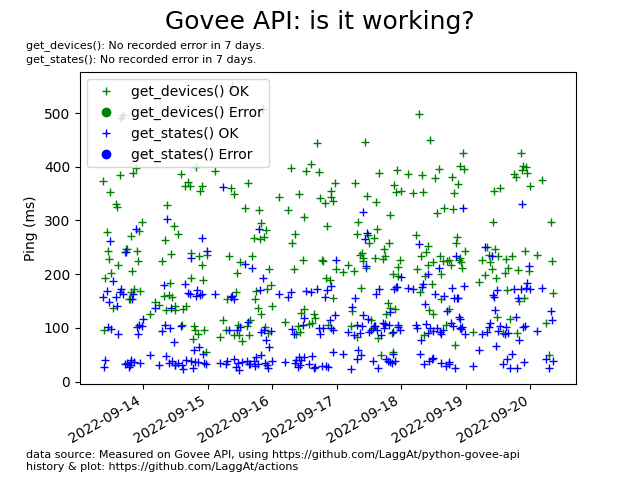 Govee API: is it working?
get_devices(): No recorded error in 7 days.
get_states(): No recorded error in 7 days.
get_devices() OK
get_devices() Error
get_states() OK
get_states() Error
Ping (ms)
500
400
300
200
100
0
2022-09-14
2022-09-15
2022-09-16
2022-09-17
2022-09-18
2022-09-19
2022-09-20
data source: Measured on Govee API, using https://github.com/LaggAt/python-govee-api
history & plot: https://github.com/LaggAt/actions